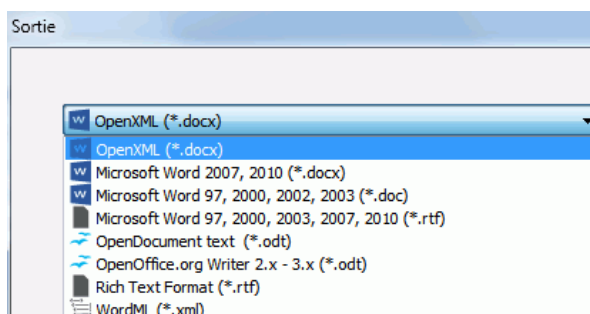 Sortie
OpenXML (*.docx)
OpenXML (*.docx)
Microsoft Word 2007, 2010 (*.docx)
Microsoft Word 97, 2000, 2002, 2003 (*.doc)
Microsoft Word 97, 2000, 2003, 2007, 2010 (*.rtf)
OpenDocument text (*.odt)
OpenOffice.org Writer 2.x - 3.x (*.odt)
Rich Text Format (*.rtf)
WordML (*.xml)